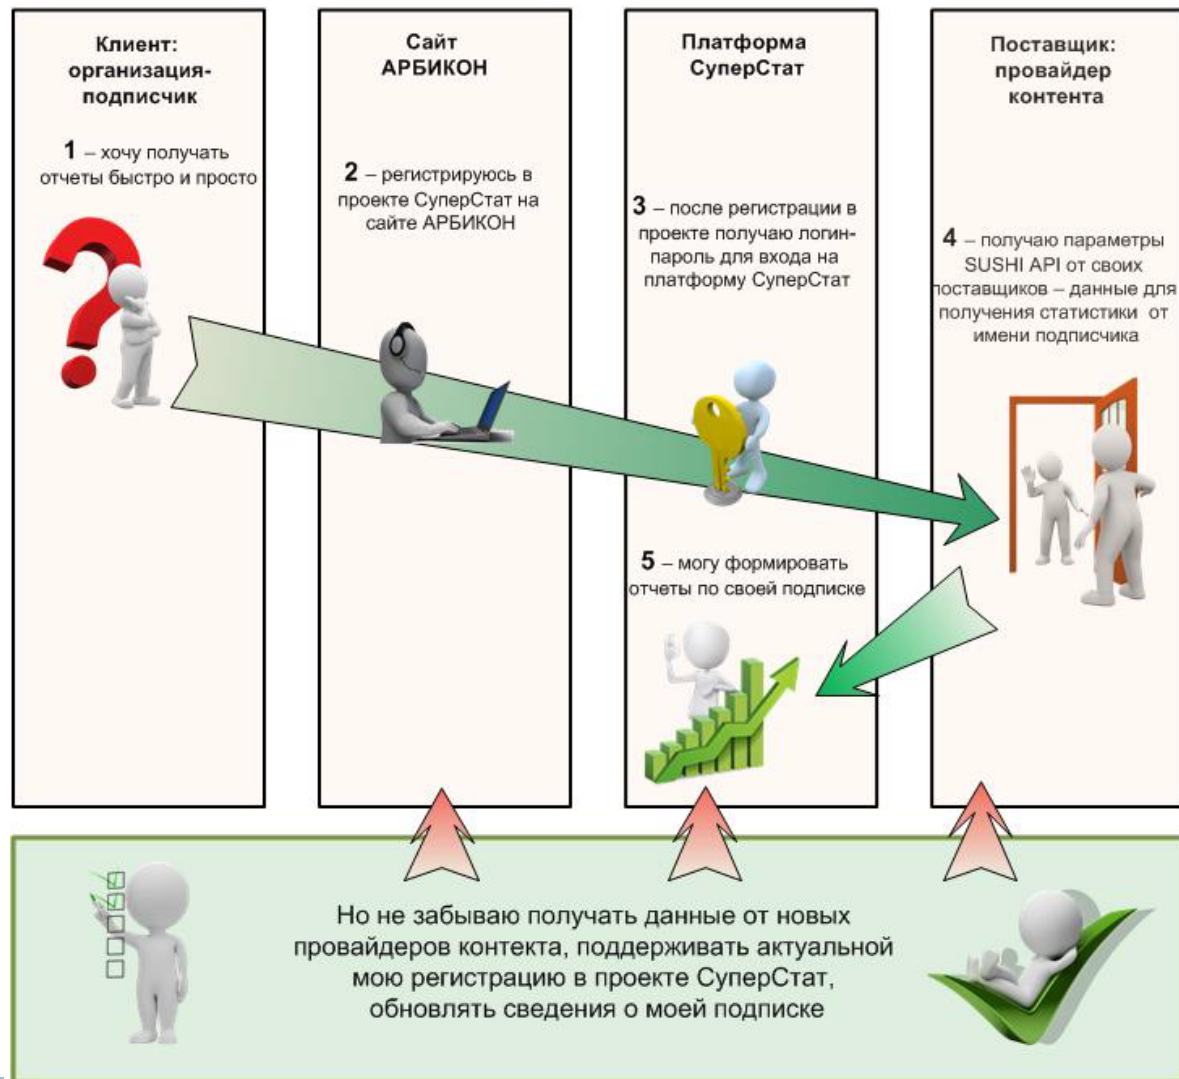 Клиент:
организация-
подписчик
1 – хочу получать
отчеты быстро и просто
Сайт
АРБИКОН
2 – регистрируюсь в
проекте СуперСтат на
сайте АРБИКОН
Платформа
СуперСтат
3 – после регистрации в
проекте получаю логин-
пароль для входа на
платформу СуперСтат
5 – могу формировать
отчеты по своей подписке
Поставщик:
провайдер
контента
4 – получаю параметры
SUSHI API от своих
поставщиков – данные для
получения статистики от
имени подписчика
Но не забываю получать данные от новых
провайдеров контекта, поддерживать актуальной
мою регистрацию в проекте СуперСтат,
обновлять сведения о моей подписке